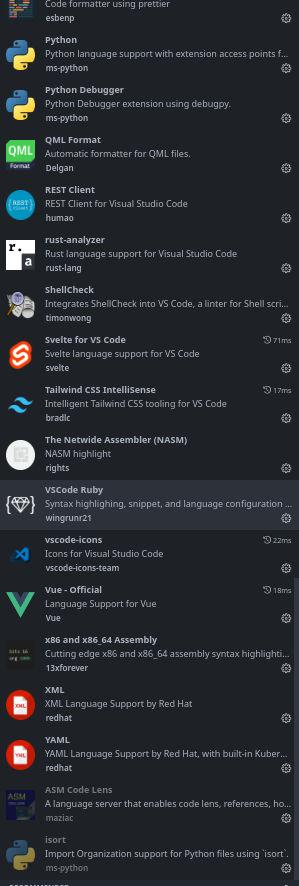 Code formatter using prettier
esbenp
Python
Python language support with extension access points f...
ms-python
Python Debugger
Python Debugger extension using debugpy.
ms-python
QML
Format
QML Format
Automatic formatter for QML files.
Delgan
REST
REST Client
REST Client for Visual Studio Code
humao
r.
a
rust-analyzer
Rust language support for Visual Studio Code
rust-lang
ShellCheck
Integrates ShellCheck into VS Code, a linter for Shell scri...
timonwong
Svelte for VS Code 71ms
Svelte language support for VS Code
svelte
Tailwind CSS IntelliSense 17ms
Intelligent Tailwind CSS tooling for VS Code
bradlc
The Netwide Assembler (NASM)
NASM highlight
rights
VSCode Ruby
Syntax highlighing, snippet, and language configuration ...
wingrunr21
vscode-icons 22ms
Icons for Visual Studio Code
vscode-icons-team
Vue - Official 18ms
Language Support for Vue
Vue
bits 16
org
x86 and x86_64 Assembly
Cutting edge x86 and x86_64 assembly syntax highlighti...
13xforever
XML
XML
XML Language Support by Red Hat
redhat
YAML
YAML Language Support by Red Hat, with built-in Kuber...
redhat
ASM
ASM Code Lens
A language server that enables code lens, references, ho...
maziac
isort
Import Organization support for Python files using `isort`.
ms-python